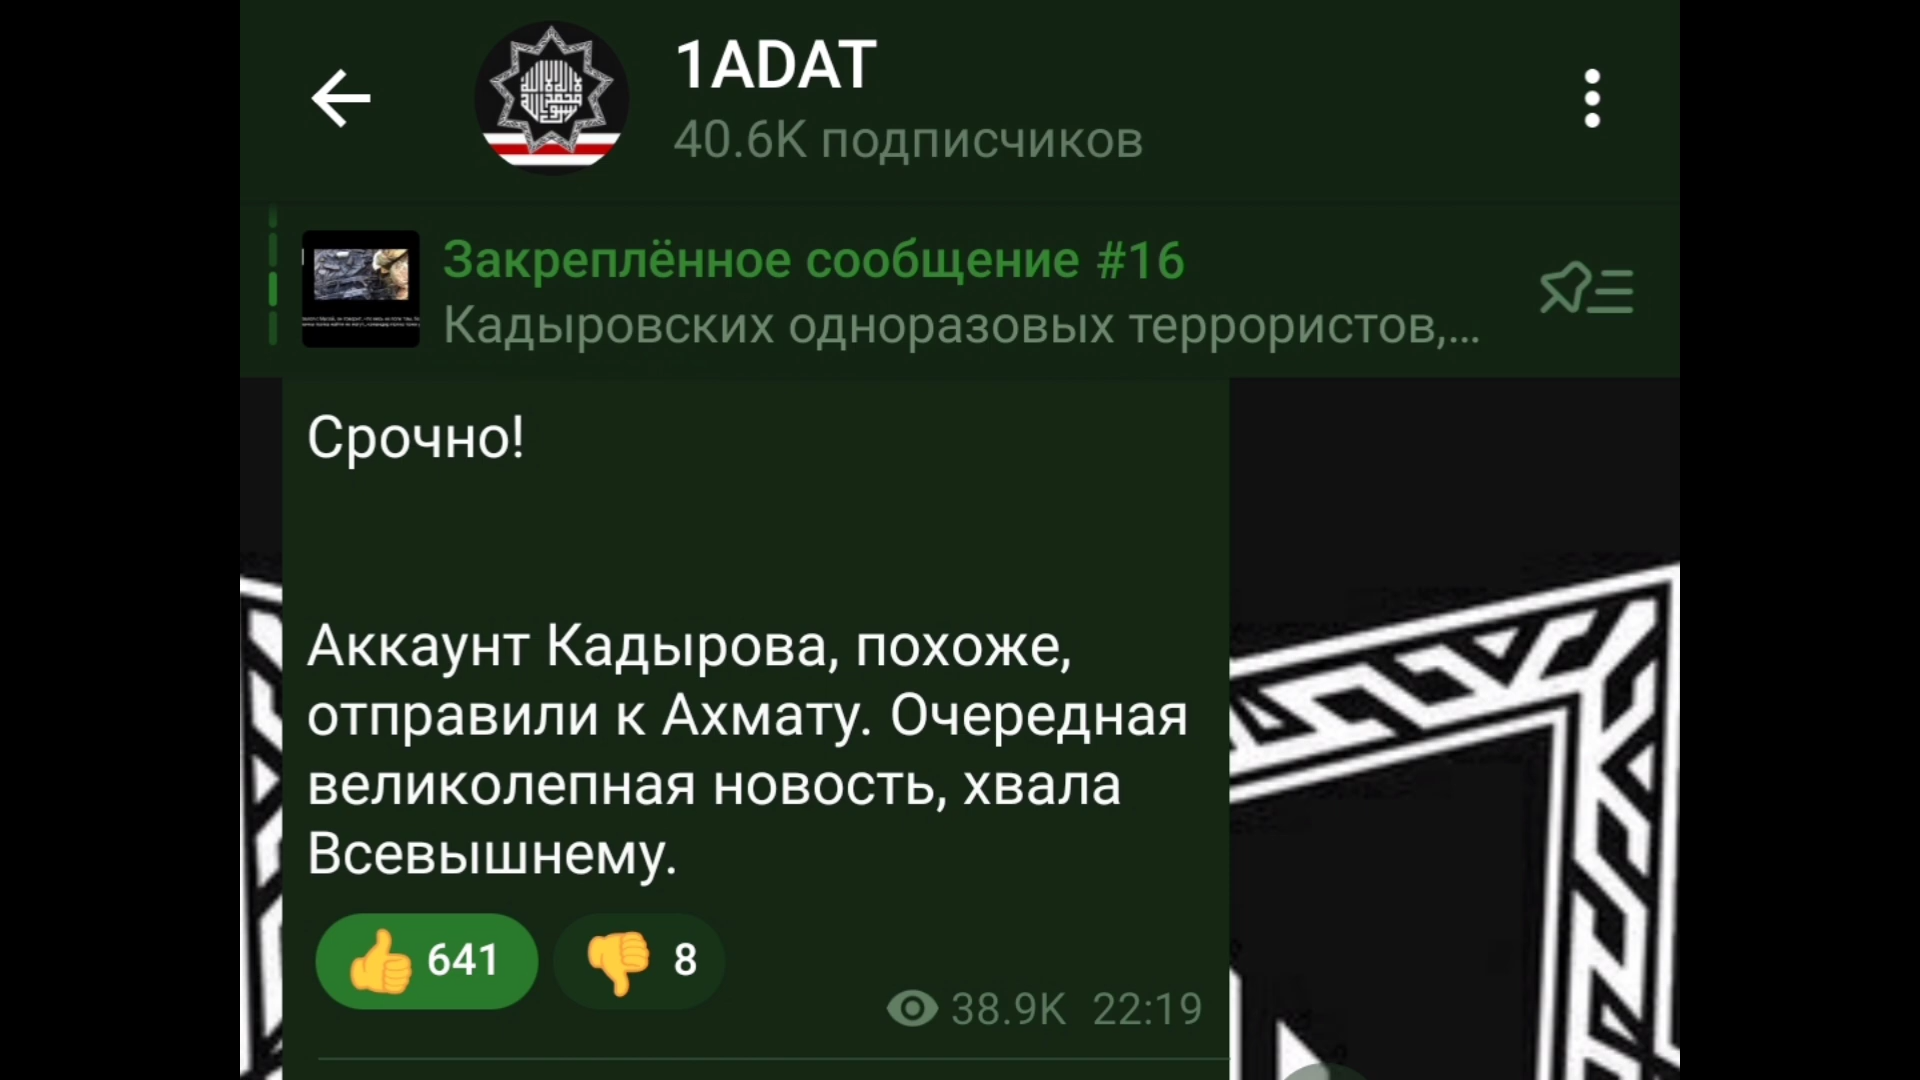 1ADAT
40.6K подписчиков
Закреплённое сообщение #16
Кадыровских одноразовых террористов,...
Срочно!
Аккаунт Кадырова, похоже,
отправили к Ахмату. Очередная
великолепная новость, хвала
Всевышнему.
641
8
38.9K 22:19